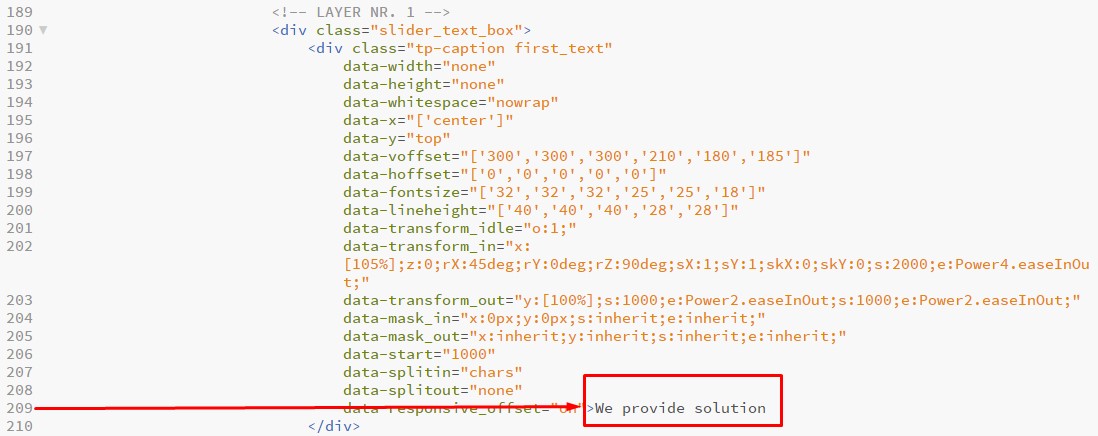 189 <!-- LAYER NR. 1 -->
190 <div class="slider_text_box">
191 <div class="tp-caption first_text"
192 data-width="none"
193 data-height="none"
194 data-whitespace="nowrap"
195 data-x="['center']"
196 data-y="top"
197 data-voffset="['300','300','300','210','180','185']"
198 data-hoffset="['0','0','0','0','0']"
199 data-fontsize="['32','32','32','25','25','18']"
200 data-lineheight="['40','40','40','28','28']"
201 data-transform_idle="o:1;"
202 data-transform_in="x:
[105%];z:0;rX:45deg;rY:0deg;rZ:90deg;sX:1;sY:1;skX:0;skY:0;s:2000;e:Power4.easeInOu
t;"
203 data-transform_out="y:[100%];s:1000;e:Power2.easeInOut;s:1000;e:Power2.easeInOut;"
204 data-mask_in="x:0px;y:0px;s:inherit;e:inherit;"
205 data-mask_out="x:inherit;y:inherit;s:inherit;e:inherit;"
206 data-start="1000"
207 data-splitin="chars"
208 data-splitout="none"
209 data-responsive_offset="on">We provide solution
210 </div>